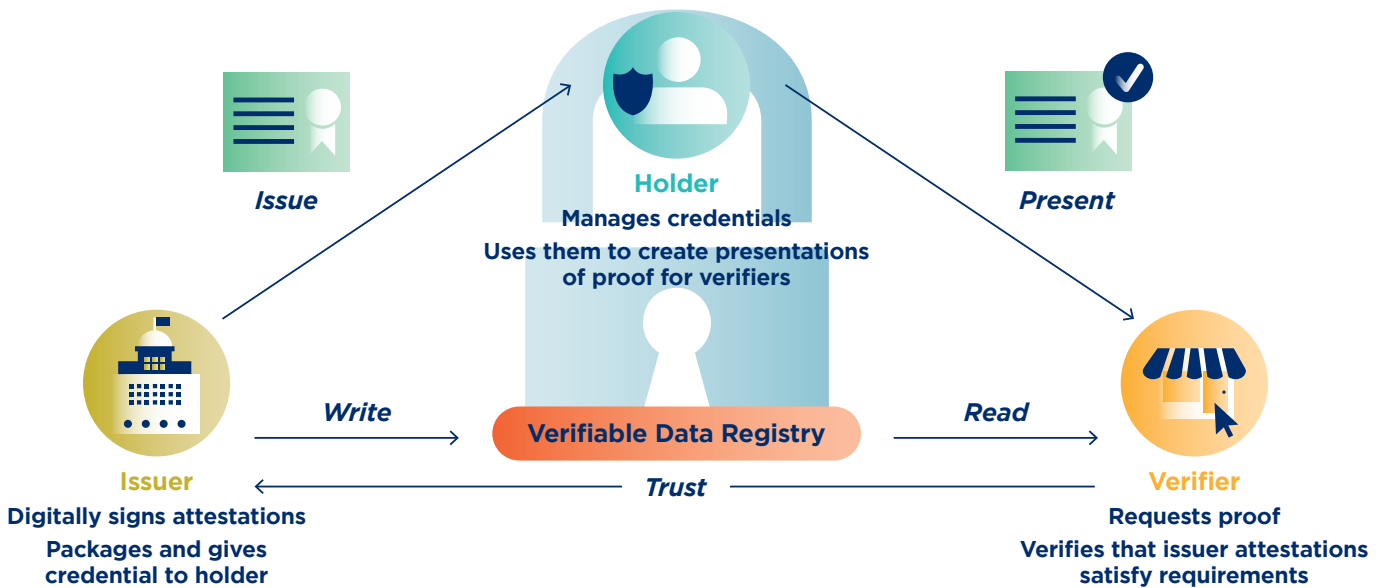 Issue
Holder
Manages credentials
Uses them to create presentations
of proof for verifiers
Present
Write
Verifiable Data Registry
Read
Trust
Issuer
Digitally signs attestations
Packages and gives
credential to holder
Verifier
Requests proof
Verifies that issuer attestations
satisfy requirements